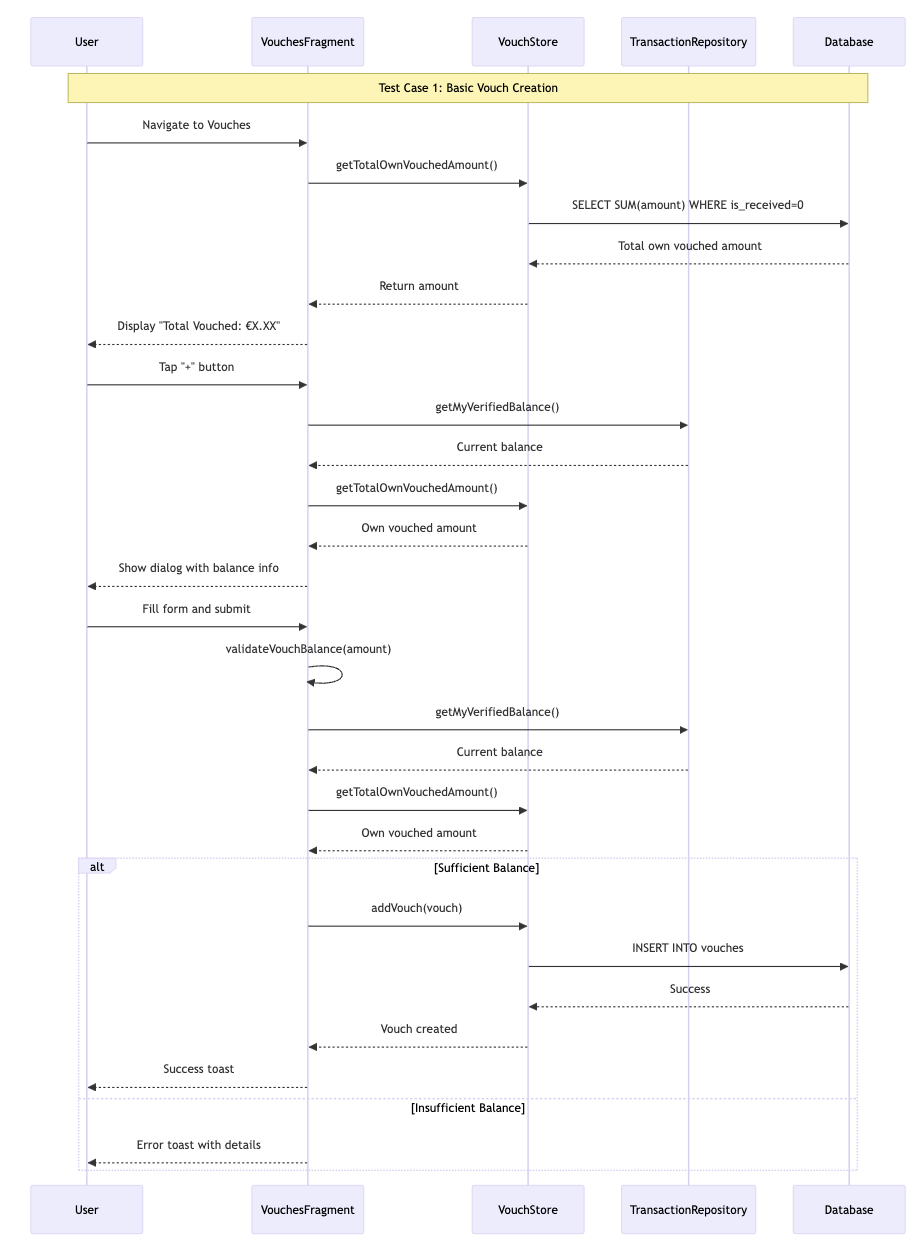 User
VouchesFragment
VouchStore
TransactionRepository
Database
Test Case 1: Basic Vouch Creation
Navigate to Vouches
getTotalOwnVouchedAmount()
SELECT SUM(amount) WHERE is_received=0
Total own vouched amount
Return amount
Display "Total Vouched: €X.XX"
Tap "+" button
getMyVerifiedBalance()
Current balance
getTotalOwnVouchedAmount()
Own vouched amount
Show dialog with balance info
Fill form and submit
validateVouchBalance(amount)
getMyVerifiedBalance()
Current balance
getTotalOwnVouchedAmount()
Own vouched amount
alt
[Sufficient Balance]
addVouch(vouch)
INSERT INTO vouches
Success
Vouch created
Success toast
[Insufficient Balance]
Error toast with details
User
VouchesFragment
VouchStore
TransactionRepository
Database